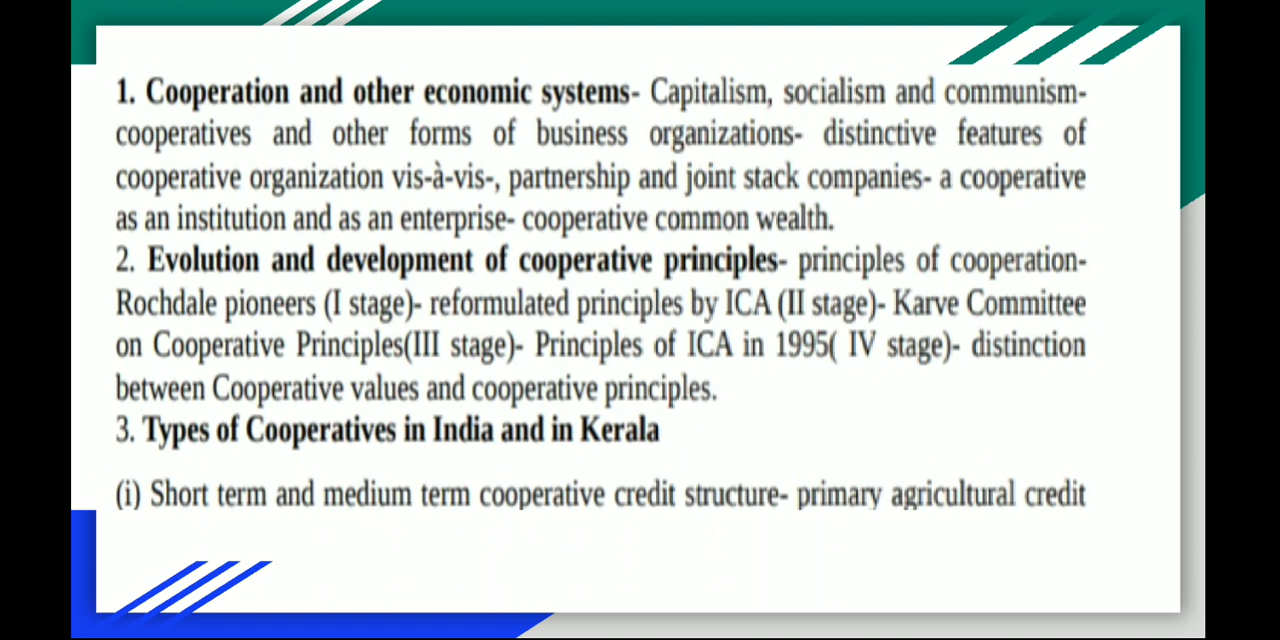 1. Cooperation and other economic systems- Capitalism, socialism and communism-
cooperatives and other forms of business organizations- distinctive features of
cooperative organization vis-à-vis-, partnership and joint stack companies- a cooperative
as an institution and as an enterprise- cooperative common wealth.
2. Evolution and development of cooperative principles- principles of cooperation-
Rochdale pioneers (I stage)- reformulated principles by ICA (II stage)- Karve Committee
on Cooperative Principles(III stage)- Principles of ICA in 1995( IV stage)- distinction
between Cooperative values and cooperative principles.
3. Types of Cooperatives in India and in Kerala
(i) Short term and medium term cooperative credit structure- primary agricultural credit